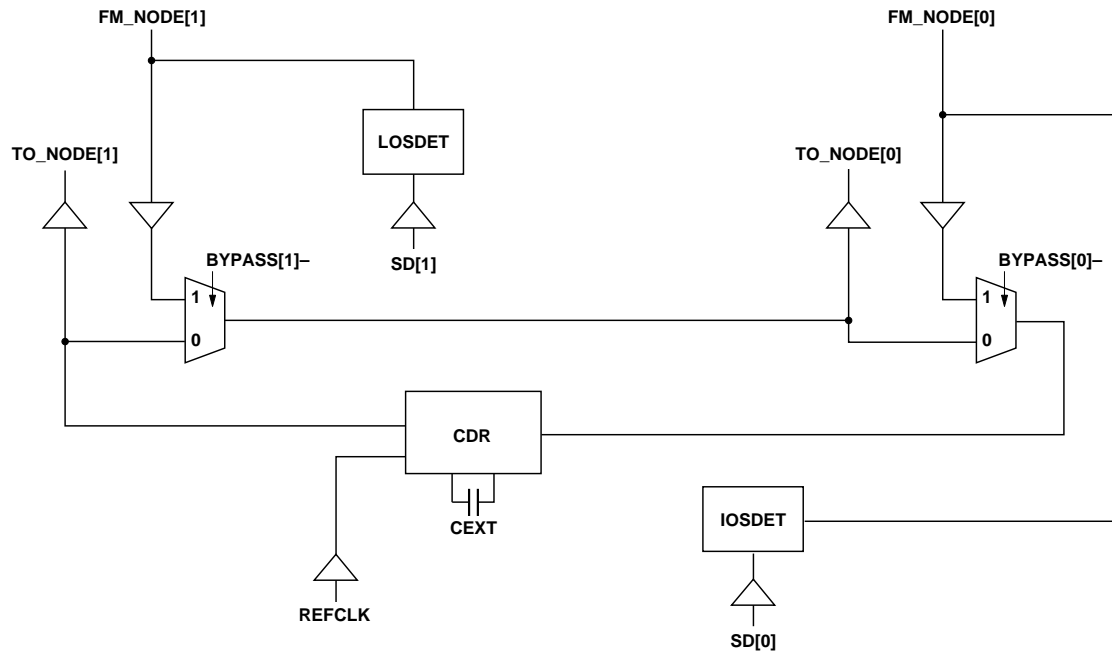 FM_NODE[1]
FM_NODE[0]
LOSDET
TO_NODE[1]
TO_NODE[0]
SD[1]
BYPASS[1]–
BYPASS[0]–
1
0
1
0
CDR
CEXT
IOSDET
REFCLK
SD[0]